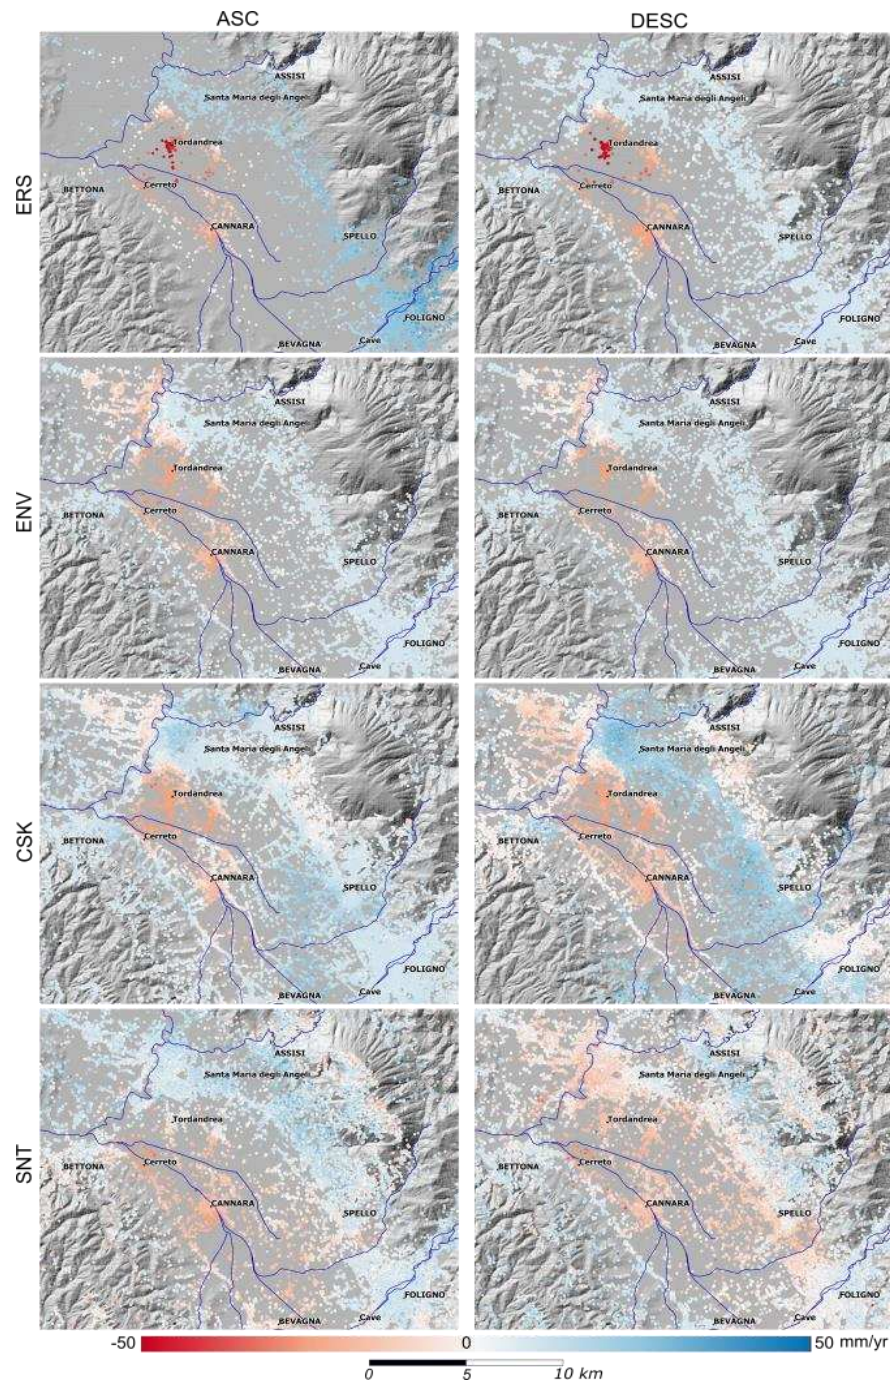 ASC DESC
ERS
ASSISI
Santa Maria degli Angeli
Tordandrea
BETTONA
Cerreto
CANNARA
SPELLO
FOLIGNO
BEVAGNA
Cave
ASSISI
Santa Maria degli Angeli
Tordandrea
BETTONA
Cerreto
CANNARA
SPELLO
FOLIGNO
BEVAGNA
Cave
ENV
ASSISI
Santa Maria degli Angeli
Tordandrea
BETTONA
Cerreto
CANNARA
SPELLO
FOLIGNO
BEVAGNA
Cave
ASSISI
Santa Maria degli Angeli
Tordandrea
BETTONA
Cerreto
CANNARA
SPELLO
FOLIGNO
BEVAGNA
Cave
CSK
ASSISI
Santa Maria degli Angeli
Tordandrea
BETTONA
Cerreto
CANNARA
SPELLO
FOLIGNO
BEVAGNA
Cave
ASSISI
Santa Maria degli Angeli
Tordandrea
BETTONA
Cerreto
CANNARA
SPELLO
FOLIGNO
BEVAGNA
Cave
SNT
ASSISI
Santa Maria degli Angeli
Tordandrea
BETTONA
Cerreto
CANNARA
SPELLO
FOLIGNO
BEVAGNA
Cave
ASSISI
Santa Maria degli Angeli
Tordandrea
BETTONA
Cerreto
CANNARA
SPELLO
FOLIGNO
BEVAGNA
Cave
-50 0 50 mm/yr
0 5 10 km